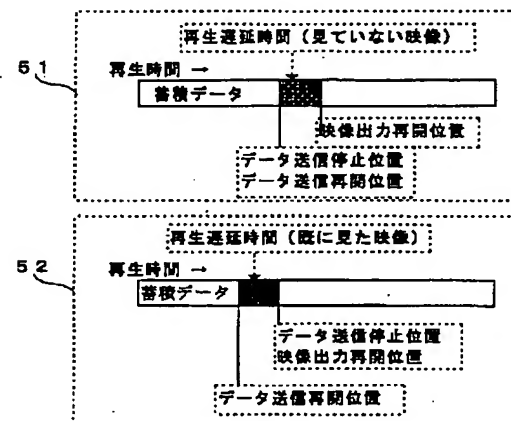 再生遅延時間（見ていない映像）
51
再生時間 →
蓄積データ
映像出力再開位置
データ送信停止位置
データ送信再開位置
再生遅延時間（既に見た映像）
52
再生時間 →
蓄積データ
データ送信停止位置
映像出力再開位置
データ送信再開位置